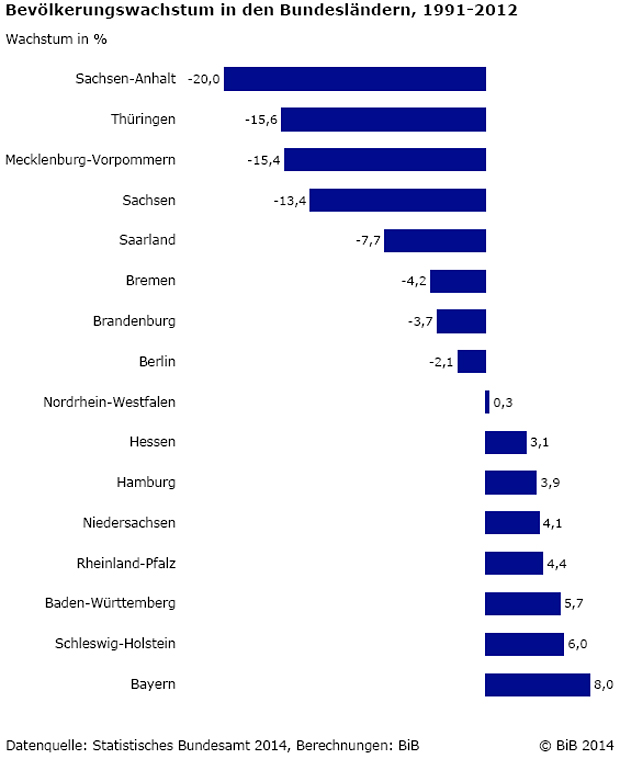 Bevölkerungswachstum in den Bundesländern, 1991-2012
Wachstum in %
Sachsen-Anhalt -20,0
Thüringen -15,6
Mecklenburg-Vorpommern -15,4
Sachsen -13,4
Saarland -7,7
Bremen -4,2
Brandenburg -3,7
Berlin -2,1
Nordrhein-Westfalen 0,3
Hessen 3,1
Hamburg 3,9
Niedersachsen 4,1
Rheinland-Pfalz 4,4
Baden-Württemberg 5,7
Schleswig-Holstein 6,0
Bayern 8,0
Datenquelle: Statistisches Bundesamt 2014, Berechnungen: BiB © BiB 2014